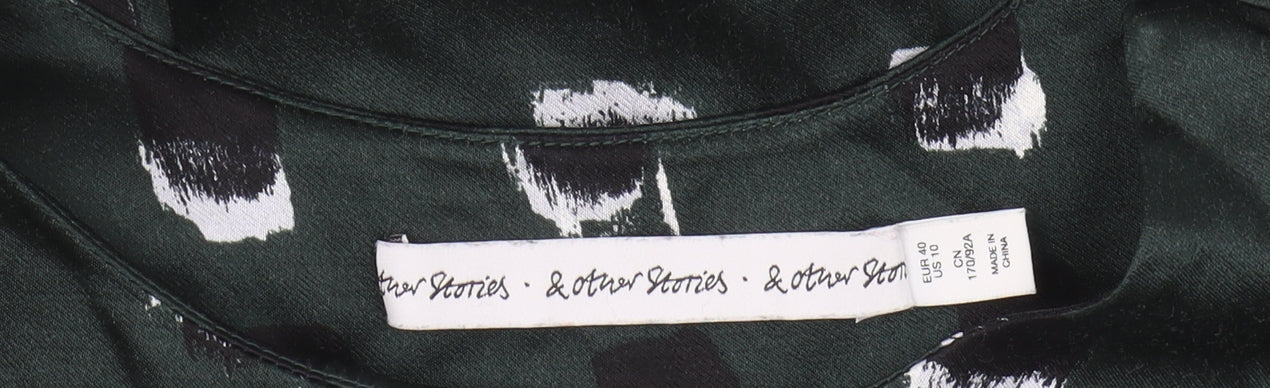 ther Stories · & other Stories · & other Stor
EUR 40
US 10
CN
170/92A
MADE IN
CHINA